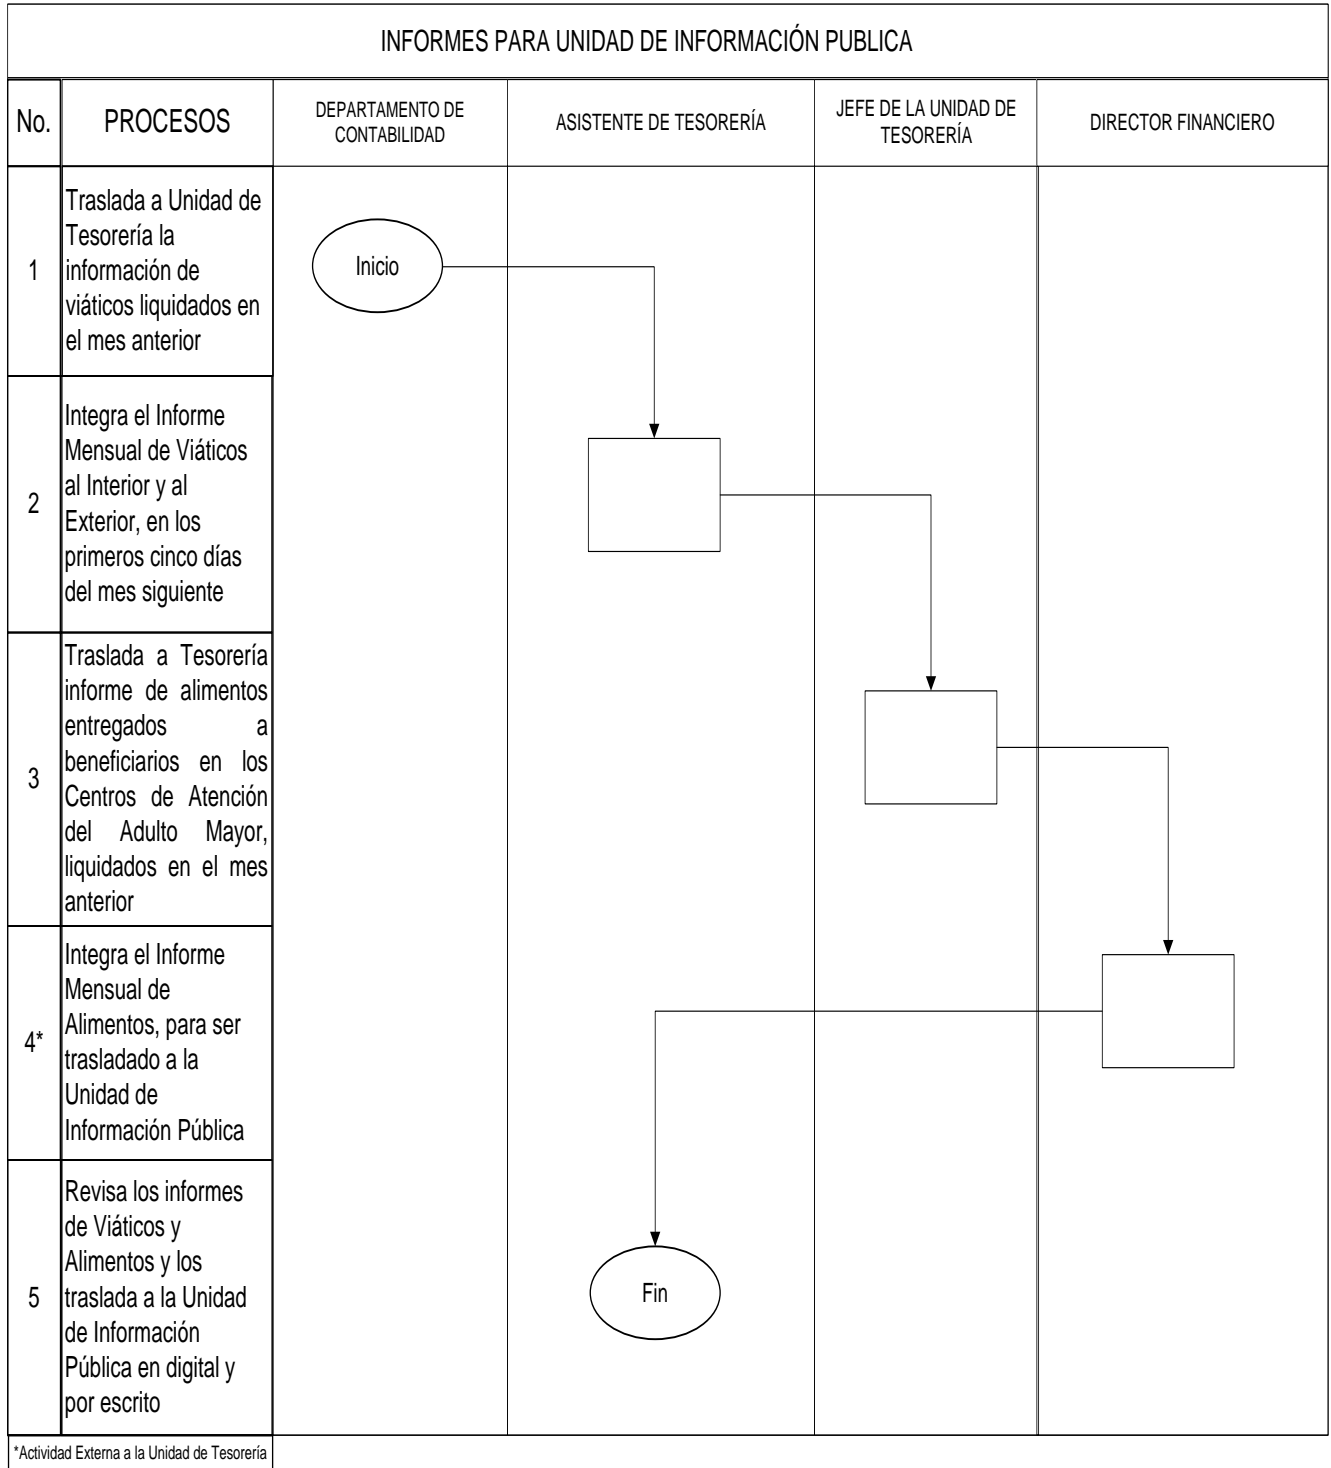 INFORMES PARA UNIDAD DE INFORMACIÓN PUBLICA
No.
PROCESOS
DEPARTAMENTO DE
CONTABILIDAD
ASISTENTE DE TESORERÍA
JEFE DE LA UNIDAD DE
TESORERÍA
DIRECTOR FINANCIERO
1
Traslada a Unidad de
Tesorería la
información de
viáticos liquidados en
el mes anterior
Inicio
2
Integra el Informe
Mensual de Viáticos
al Interior y al
Exterior, en los
primeros cinco días
del mes siguiente
3
Traslada a Tesorería
informe de alimentos
entregados a
beneficiarios en los
Centros de Atención
del Adulto Mayor,
liquidados en el mes
anterior
4*
Integra el Informe
Mensual de
Alimentos, para ser
trasladado a la
Unidad de
Información Pública
5
Revisa los informes
de Viáticos y
Alimentos y los
traslada a la Unidad
de Información
Pública en digital y
por escrito
Fin
*Actividad Externa a la Unidad de Tesorería